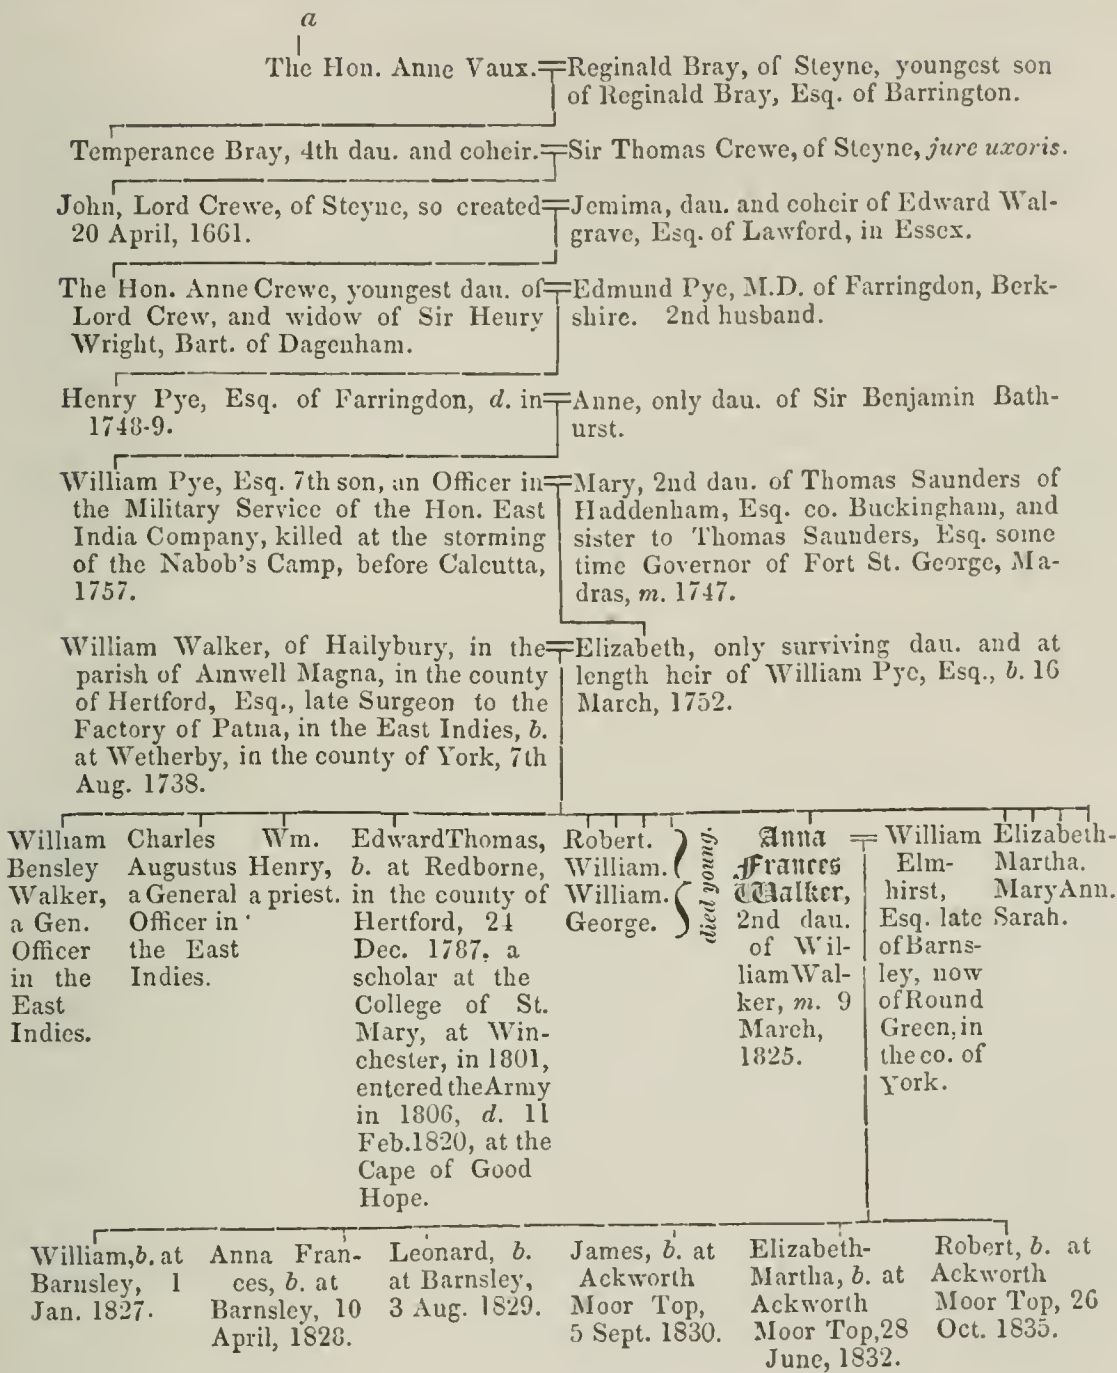 a
The Hon. Anne Vaux.
Reginald Bray, of Steyne, youngest son
of Reginald Bray, Esq. of Barrington.
Temperance Bray, 4th dau. and coheir.
Sir Thomas Crewe, of Steyne, jure uxoris.
John, Lord Crewe, of Steyne, so created
20 April, 1661.
Jemima, dau. and coheir of Edward Wal-
grave, Esq. of Lawford, in Essex.
The Hon. Anne Crewe, youngest dau. of
Lord Crew, and widow of Sir Henry
Wright, Bart. of Dagenham.
Edmund Pye, M.D. of Farringdon, Berk-
shire. 2nd husband.
Henry Pye, Esq. of Farringdon, d. in
1748-9.
Anne, only dau. of Sir Benjamin Bath-
urst.
William Pye, Esq. 7th son, an Officer in
the Military Service of the Hon. East
India Company, killed at the storming
of the Nabob's Camp, before Calcutta,
1757.
Mary, 2nd dau. of Thomas Saunders of
Haddenham, Esq. co. Buckingham, and
sister to Thomas Saunders, Esq. some
time Governor of Fort St. George, Ma-
dras, m. 1747.
William Walker, of Hailybury, in the
parish of Amwell Magna, in the county
of Hertford, Esq., late Surgeon to the
Factory of Patna, in the East Indies, b.
at Wetherby, in the county of York, 7th
Aug. 1738.
Elizabeth, only surviving dau. and at
length heir of William Pye, Esq., b. 16
March, 1752.
William
Bensley
Walker,
a Gen.
Officer
in the
East
Indies.
Charles
Augustus
a General
Officer in
the East
Indies.
Wm.
Henry,
a priest.
Edward Thomas,
b. at Redborne,
in the county of
Hertford, 24
Dec. 1787, a
scholar at the
College of St.
Mary, at Win-
chester, in 1801,
entered the Army
in 1806, d. 11
Feb. 1820, at the
Cape of Good
Hope.
Robert.
William.
William.
George.
died young.
Anna
Frances
Walker,
2nd dau.
of Wil-
liam Wal-
ker, m. 9
March,
1825.
William
Elm-
hirst,
Esq. late
of Barns-
ley, now
of Round
Green, in
the co. of
York.
Elizabeth-
Martha.
Mary Ann.
Sarah.
William, b. at
Barnsley, 1
Jan. 1827.
Anna Fran-
ces, b. at
Barnsley, 10
April, 1828.
Leonard, b.
at Barnsley,
3 Aug. 1829.
James, b. at
Ackworth
Moor Top,
5 Sept. 1830.
Elizabeth-
Martha, b. at
Ackworth
Moor Top, 28
June, 1832.
Robert, b. at
Ackworth
Moor Top, 26
Oct. 1835.